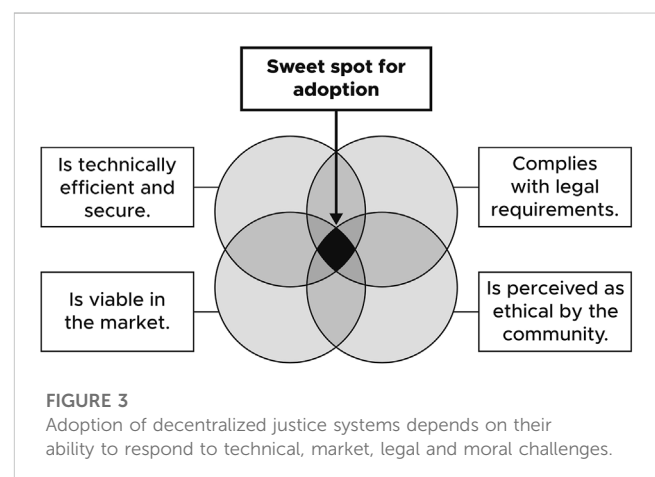 Sweet spot for
adoption
Is technically
efficient and
secure.
Complies
with legal
requirements.
Is viable in
the market.
Is perceived as
ethical by the
community.
FIGURE 3
Adoption of decentralized justice systems depends on their
ability to respond to technical, market, legal and moral challenges.